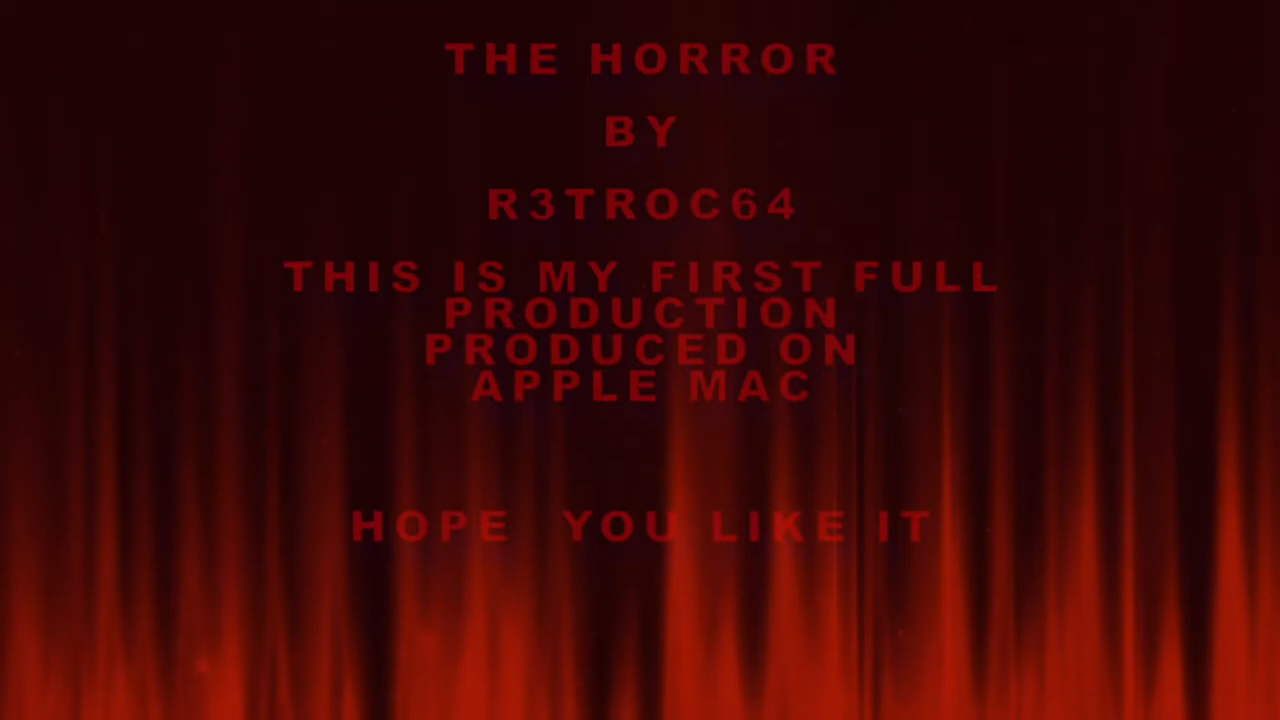 THE HORROR
BY
R3TROC64
THIS IS MY FIRST FULL
PRODUCTION
PRODUCED ON
APPLE MAC
HOPE  YOU LIKE IT